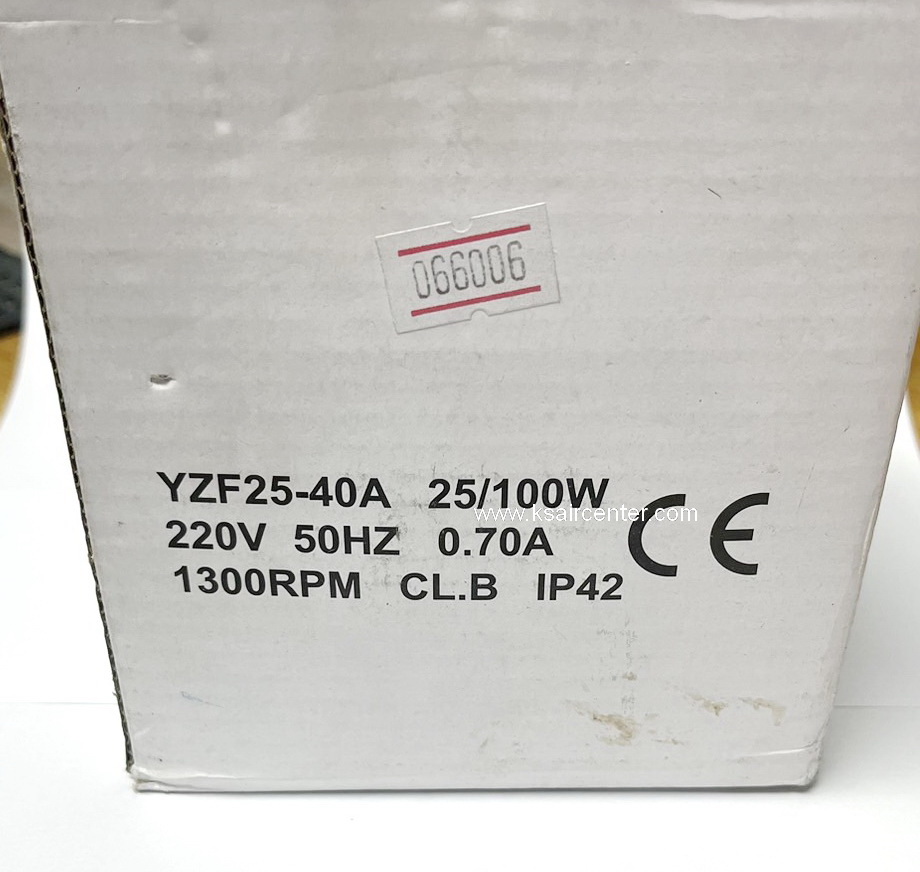 066006
YZF25-40A 25/100W
www.ksaircenter.com
220V 50HZ 0.70A
1300RPM CL.B IP42
CE